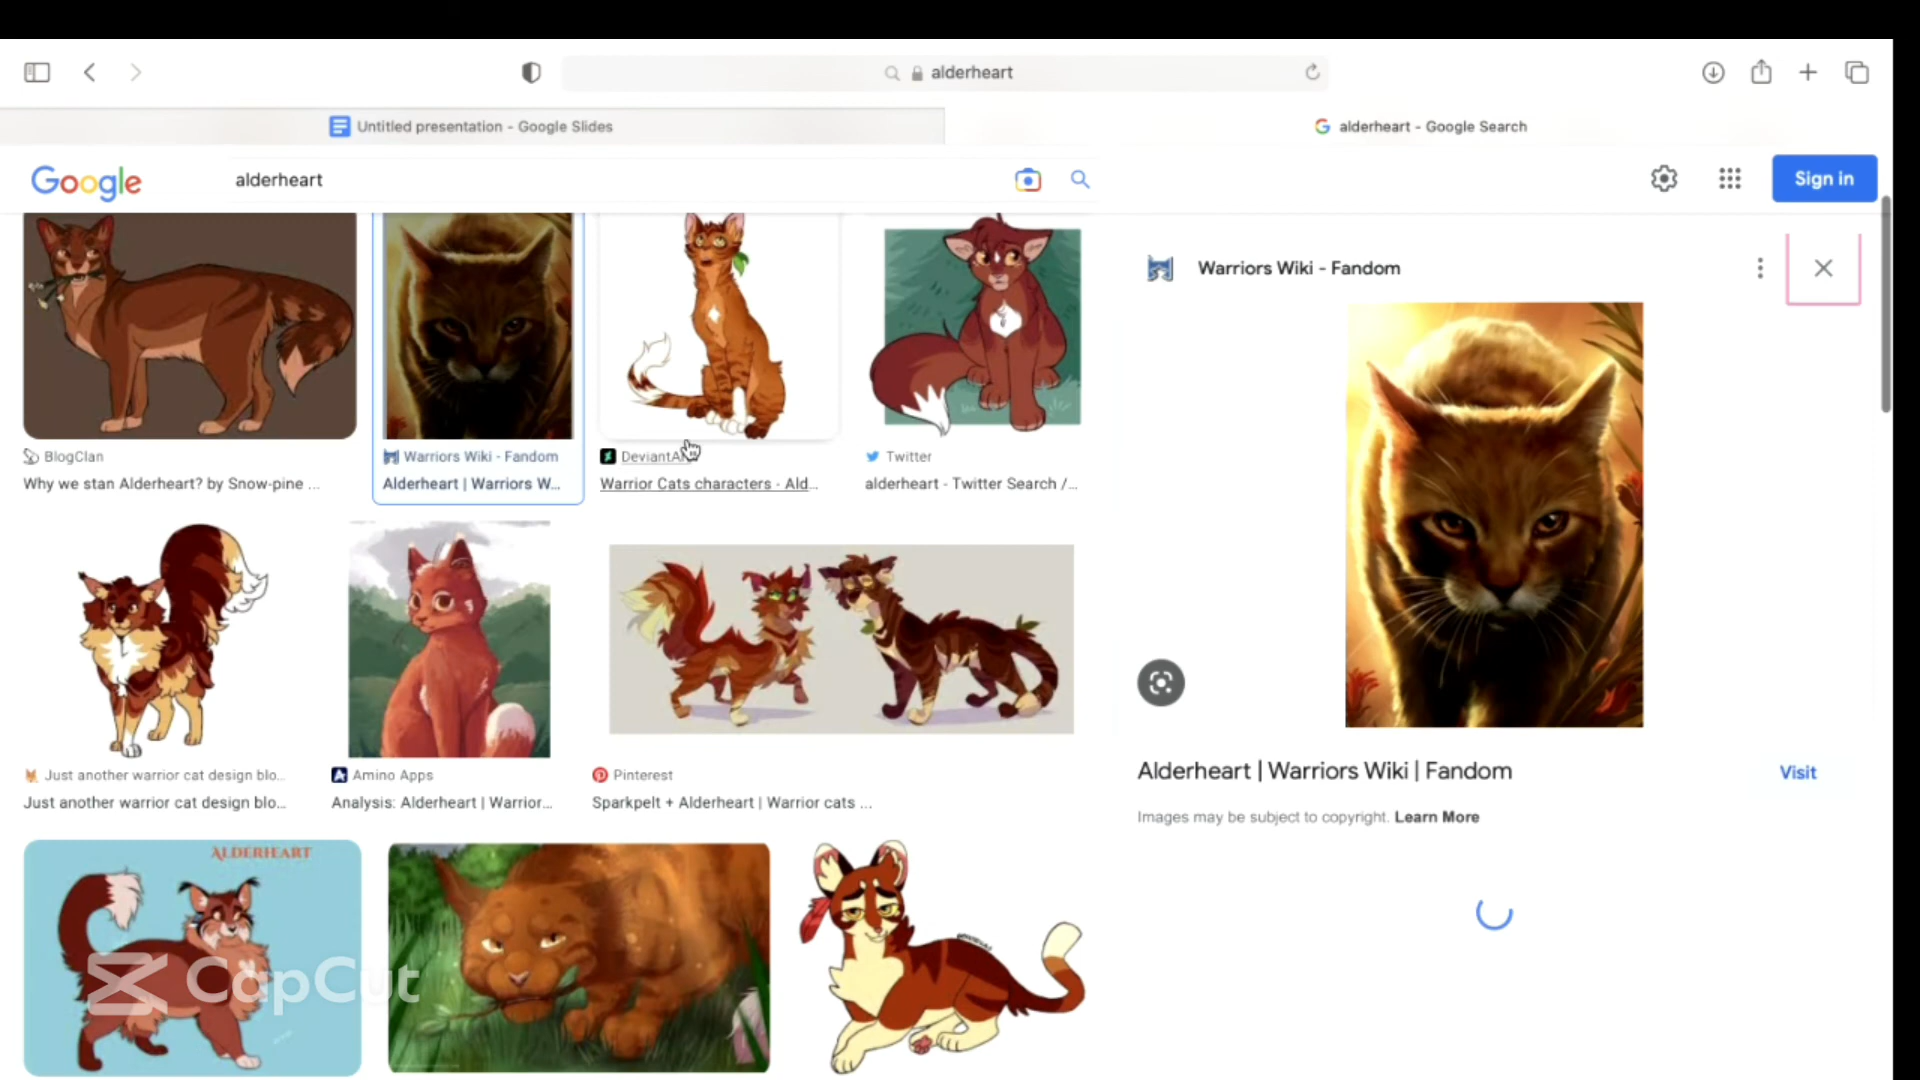 alderheart
Untitled presentation - Google Slides
alderheart - Google Search
Google
alderheart
Sign in
Warriors Wiki - Fandom
BlogClan
Why we stan Alderheart? by Snow-pine ...
Warriors Wiki - Fandom
Alderheart | Warriors W...
Warrior Cats characters - Ald...
Twitter
alderheart - Twitter Search /...
Just another warrior cat design blo...
Just another warrior cat design blo...
Amino Apps
Analysis: Alderheart | Warrior...
Pinterest
Sparkpelt + Alderheart | Warrior cats ...
Alderheart | Warriors Wiki | Fandom
Visit
Images may be subject to copyright. Learn More
ALDERHEART
CapCut